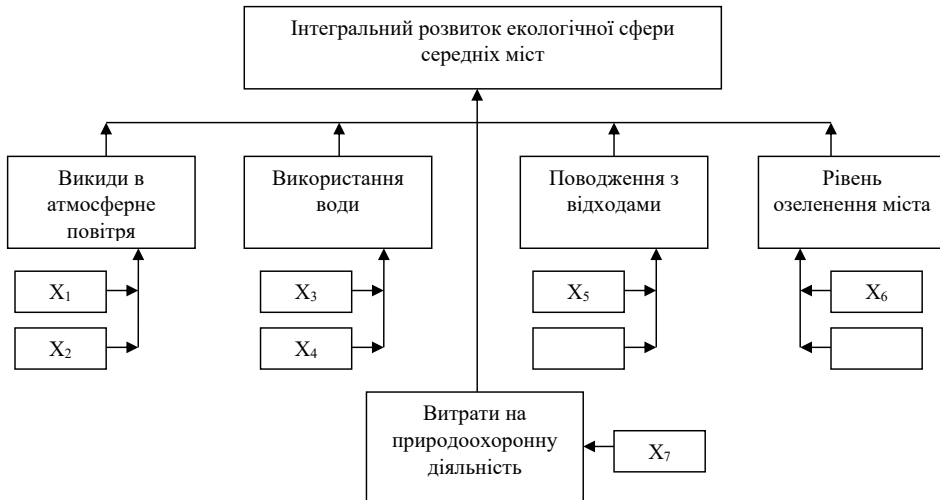 Інтегральний розвиток екологічної сфери
середніх міст
Викиди в
атмосферне
повітря
Використання
води
Поводження з
відходами
Рівень
озеленення міста
X₁
X₃
X₅
X₆
X₂
X₄
Витрати на
природоохоронну
діяльність
X₇